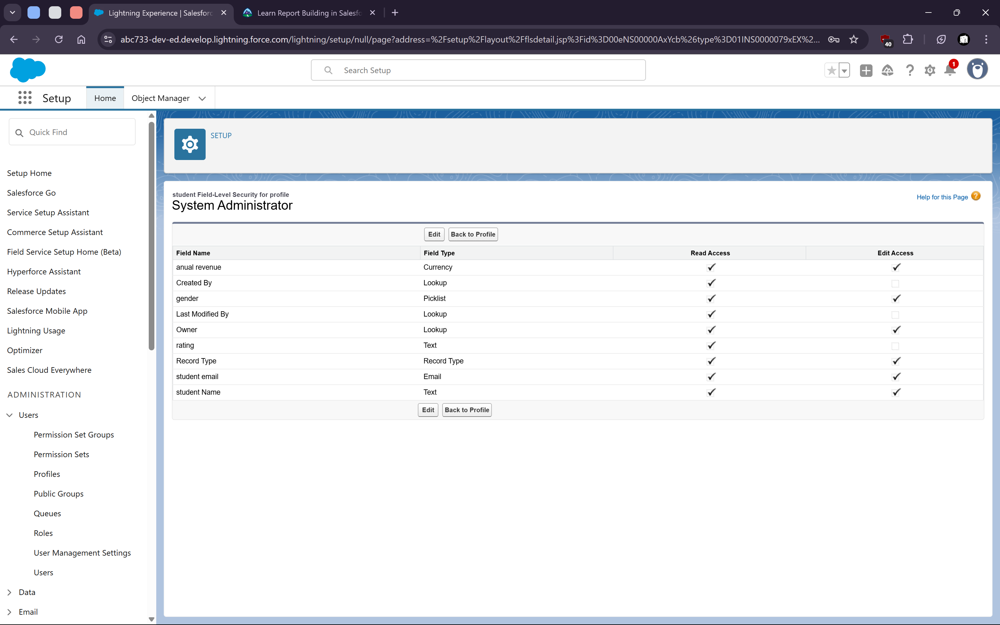 Lightning Experience | Salesforc
Learn Report Building in Salesfo
abc733-dev-ed.develop.lightning.force.com/lightning/setup/null/page?address=%2Fsetup%2Flayout%2Fflsdetail.jsp%3Fid%3D00eNS00000AxYcb%26type%3D01INS0000079xEX%2...
40
Search Setup
1
Setup
Home
Object Manager
Quick Find
Setup Home
Salesforce Go
Service Setup Assistant
Commerce Setup Assistant
Field Service Setup Home (Beta)
Hyperforce Assistant
Release Updates
Salesforce Mobile App
Lightning Usage
Optimizer
Sales Cloud Everywhere
ADMINISTRATION
Users
Permission Set Groups
Permission Sets
Profiles
Public Groups
Queues
Roles
User Management Settings
Users
Data
Email
SETUP
student Field-Level Security for profile
System Administrator
Help for this Page ?
Edit Back to Profile
Field Name Field Type Read Access Edit Access
anual revenue Currency
Created By Lookup
gender Picklist
Last Modified By Lookup
Owner Lookup
rating Text
Record Type Record Type
student email Email
student Name Text
Edit Back to Profile